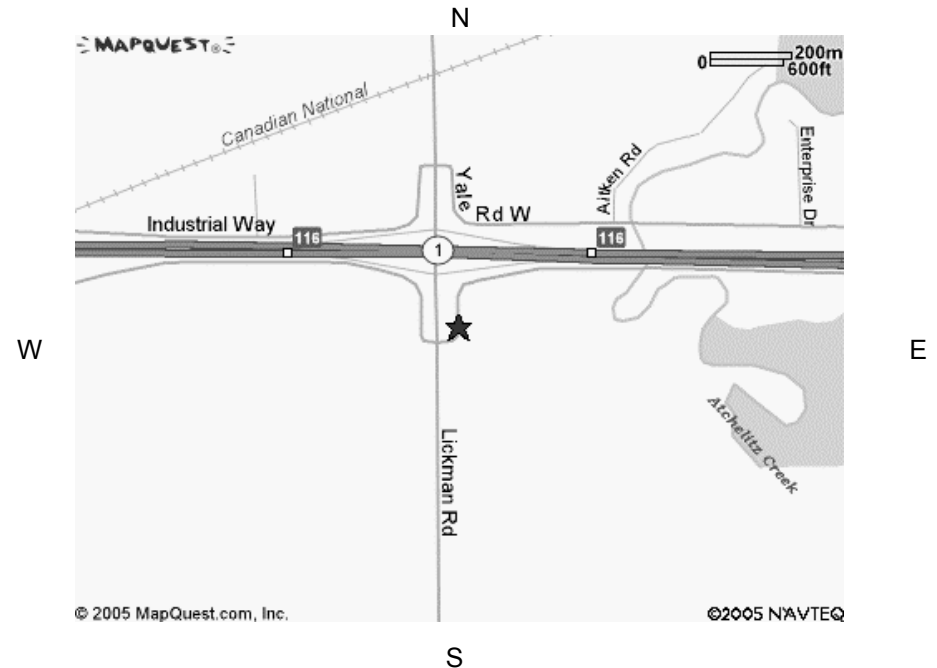 N
MAPQUEST®
0 200m
600ft
Canadian National
Aitken Rd
Enterprise Dr
Yale
Rd W
Industrial Way
116
116
1
W
E
Atchelitz Creek
Lickman Rd
© 2005 MapQuest.com, Inc.
©2005 NAVTEQ
S